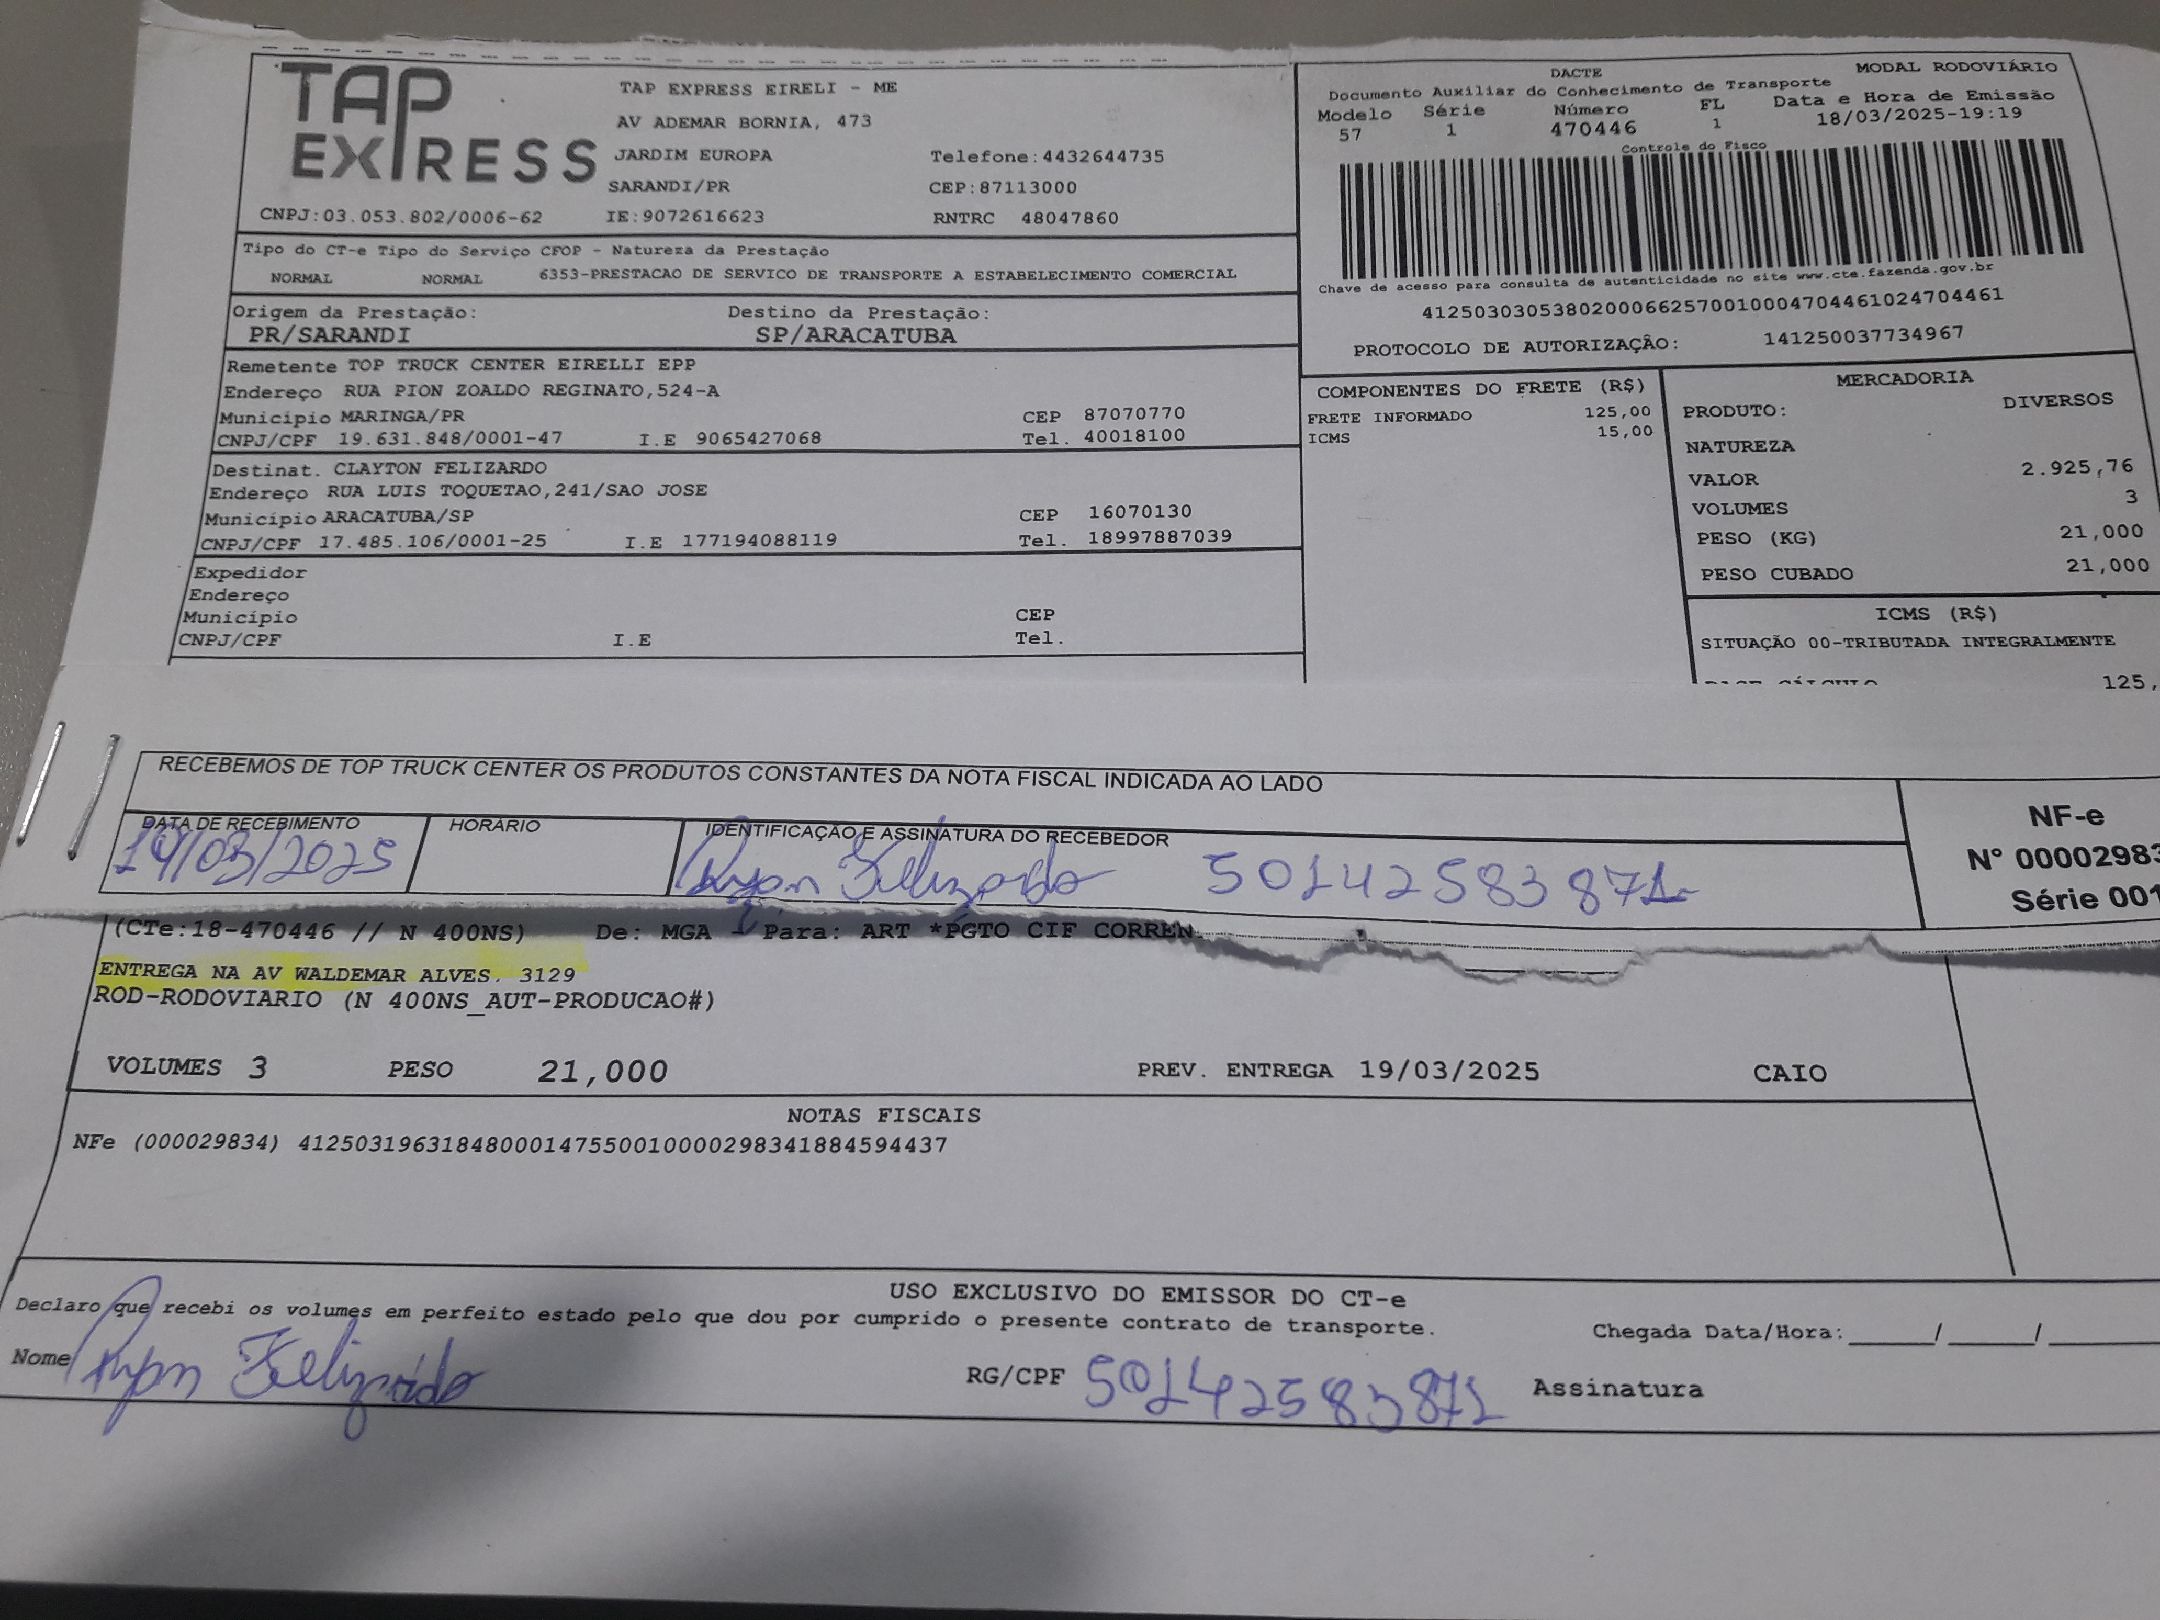 TAP EXPRESS
TAP EXPRESS EIRELI - ME
AV ADEMAR BORNIA, 473
JARDIM EUROPA Telefone:4432644735
SARANDI/PR CEP:87113000
CNPJ:03.053.802/0006-62 IE:9072616623 RNTRC 48047860
DACTE MODAL RODOVIÁRIO
Documento Auxiliar do Conhecimento de Transporte
Modelo Série Número FL Data e Hora de Emissão
57 1 470446 1 18/03/2025-19:19
Controle do Fisco
Chave de acesso para consulta de autenticidade no site www.cte.fazenda.gov.br
41250303053802000662570010004704461024704461
PROTOCOLO DE AUTORIZAÇÃO: 141250037734967
Tipo do CT-e Tipo do Serviço CFOP - Natureza da Prestação
NORMAL NORMAL 6353-PRESTACAO DE SERVICO DE TRANSPORTE A ESTABELECIMENTO COMERCIAL
Origem da Prestação: Destino da Prestação:
PR/SARANDI SP/ARACATUBA
Remetente TOP TRUCK CENTER EIRELLI EPP
Endereço RUA PION ZOALDO REGINATO,524-A
Município MARINGA/PR CEP 87070770
CNPJ/CPF 19.631.848/0001-47 I.E 9065427068 Tel. 40018100
Destinat. CLAYTON FELIZARDO
Endereço RUA LUIS TOQUETAO,241/SAO JOSE
Município ARACATUBA/SP CEP 16070130
CNPJ/CPF 17.485.106/0001-25 I.E 177194088119 Tel. 18997887039
Expedidor
Endereço
Município CEP
CNPJ/CPF I.E Tel.
COMPONENTES DO FRETE (R$)
FRETE INFORMADO 125,00
ICMS 15,00
MERCADORIA
PRODUTO: DIVERSOS
NATUREZA
VALOR 2.925,76
VOLUMES 3
PESO (KG) 21,000
PESO CUBADO 21,000
ICMS (R$)
SITUAÇÃO 00-TRIBUTADA INTEGRALMENTE
125,
RECEBEMOS DE TOP TRUCK CENTER OS PRODUTOS CONSTANTES DA NOTA FISCAL INDICADA AO LADO
DATA DE RECEBIMENTO HORÁRIO IDENTIFICAÇÃO E ASSINATURA DO RECEBEDOR
19/03/2025 Ryan Felizardo 50142583871
NF-e
Nº 00002983
Série 001
(CTe:18-470446 // N 400NS) De: MGA - Para: ART *PGTO CIF CORREN.
ENTREGA NA AV WALDEMAR ALVES. 3129
ROD-RODOVIARIO (N 400NS_AUT-PRODUCAO#)
VOLUMES 3 PESO 21,000 PREV. ENTREGA 19/03/2025 CAIO
NOTAS FISCAIS
NFe (000029834) 41250319631848000147550010000298341884594437
USO EXCLUSIVO DO EMISSOR DO CT-e
Declaro que recebi os volumes em perfeito estado pelo que dou por cumprido o presente contrato de transporte.
Chegada Data/Hora:______/______/______
Nome Ryan Felizardo RG/CPF 50142583871 Assinatura